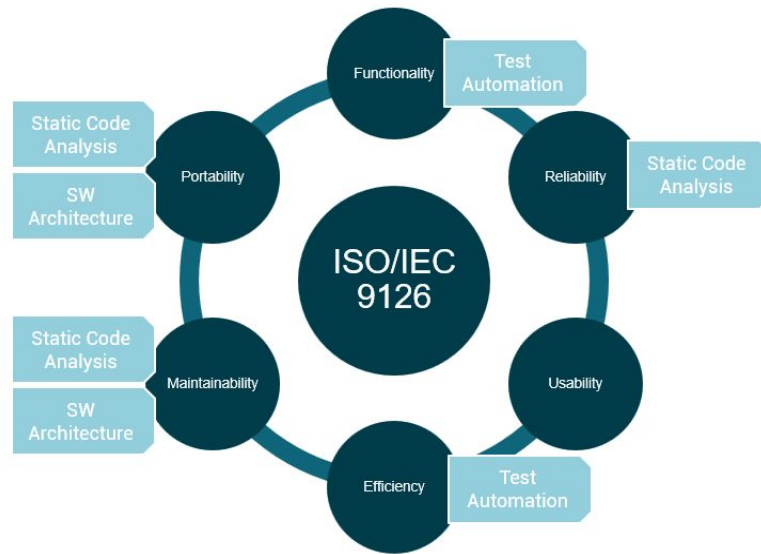 Functionality
Test
Automation
Static Code
Analysis
SW
Architecture
Portability
Reliability
Static Code
Analysis
ISO/IEC
9126
Static Code
Analysis
SW
Architecture
Maintainability
Usability
Efficiency
Test
Automation